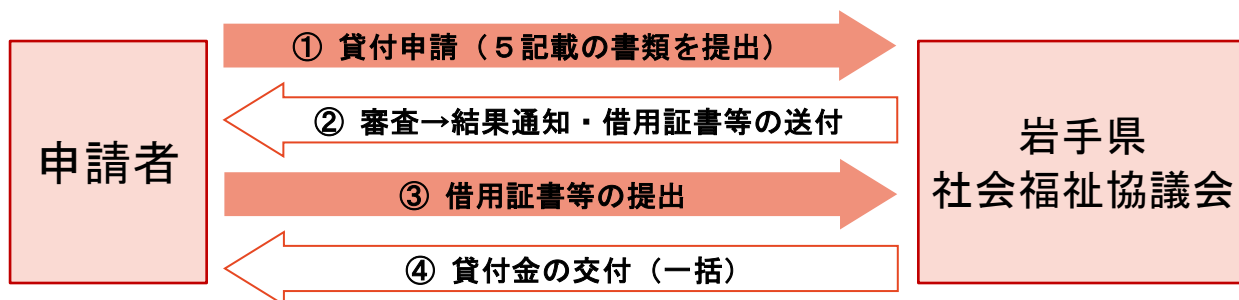 申請者
① 貸付申請（５記載の書類を提出）
② 審査→結果通知・借用証書等の送付
③ 借用証書等の提出
④ 貸付金の交付（一括）
岩手県
社会福祉協議会